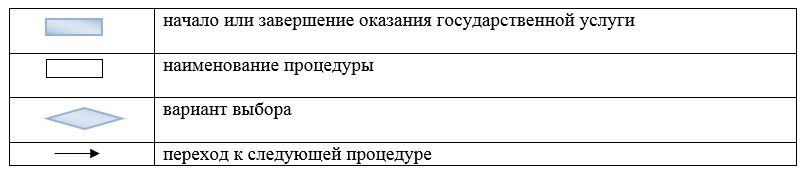 начало или завершение оказания государственной услуги
наименование процедуры
вариант выбора
переход к следующей процедуре